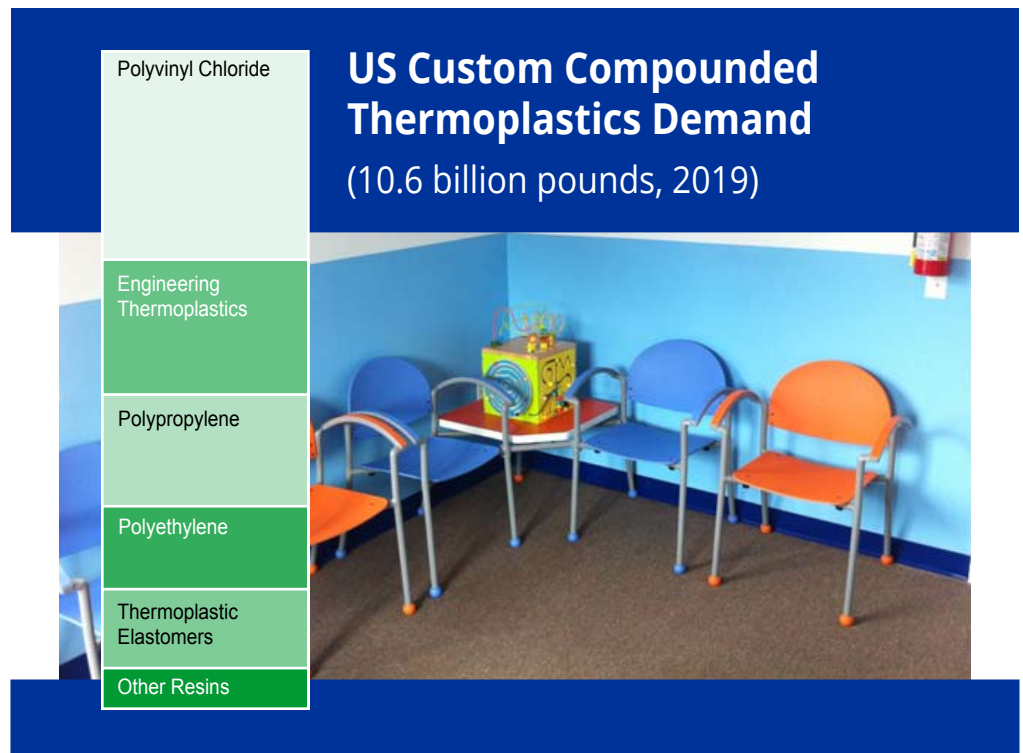 US Custom Compounded
Thermoplastics Demand
(10.6 billion pounds, 2019)
Polyvinyl Chloride
Engineering
Thermoplastics
Polypropylene
Polyethylene
Thermoplastic
Elastomers
Other Resins